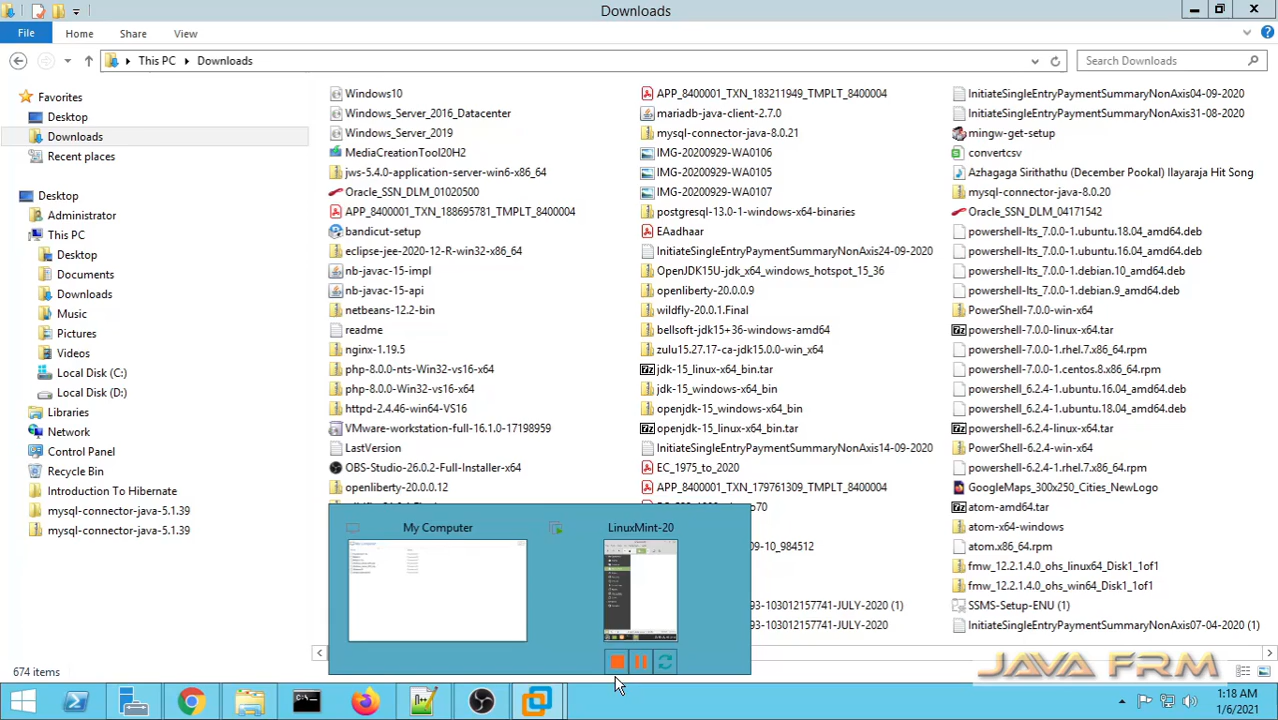 Downloads
File
Home
Share
View
This PC
Downloads
Search Downloads
Favorites
Desktop
Downloads
Recent places
Desktop
Administrator
This PC
Desktop
Documents
Downloads
Music
Pictures
Videos
Local Disk (C:)
Local Disk (D:)
Libraries
Network
Control Panel
Recycle Bin
Introduction To Hibernate
mysql-connector-java-5.1.39
mysql-connector-java-5.1.39
Windows10
Windows_Server_2016_Datacenter
Windows_Server_2019
MediaCreationTool20H2
jws-5.4.0-application-server-win6-x86_64
Oracle_SSN_DLM_01020500
APP_8400001_TXN_188695781_TMPLT_8400004
bandicut-setup
eclipse-jee-2020-12-R-win32-x86_64
nb-javac-15-impl
nb-javac-15-api
netbeans-12.2-bin
readme
nginx-1.19.5
php-8.0.0-nts-Win32-vs16-x64
php-8.0.0-Win32-vs16-x64
httpd-2.4.46-win64-VS16
VMware-workstation-full-16.1.0-17198959
LastVersion
OBS-Studio-26.0.2-Full-Installer-x64
openliberty-20.0.0.12
APP_8400001_TXN_183211949_TMPLT_8400004
mariadb-java-client-2.7.0
mysql-connector-java-8.0.21
IMG-20200929-WA0106
IMG-20200929-WA0105
IMG-20200929-WA0107
postgresql-13.0-1-windows-x64-binaries
EAadhaar
InitiateSingleEntryPaymentSummaryNonAxis24-09-2020
OpenJDK15U-jdk_x64_windows_hotspot_15_36
openliberty-20.0.0.9
wildfly-20.0.1.Final
bellsoft-jdk15+36-windows-amd64
zulu15.27.17-ca-jdk15.0.0-win_x64
jdk-15_linux-x64_bin.tar
jdk-15_windows-x64_bin
openjdk-15_windows-x64_bin
openjdk-15_linux-x64_bin.tar
InitiateSingleEntryPaymentSummaryNonAxis14-09-2020
EC_1975_to_2020
APP_8400001_TXN_179761309_TMPLT_8400004
o70
09-10_984512
93-103012157741-JULY-2020 (1)
93-103012157741-JULY-2020
InitiateSingleEntryPaymentSummaryNonAxis04-09-2020
InitiateSingleEntryPaymentSummaryNonAxis31-08-2020
mingw-get-setup
convertcsv
Azhagaga Sirithathu (December Pookal) Ilayaraja Hit Song
mysql-connector-java-8.0.20
Oracle_SSN_DLM_04171542
powershell-lts_7.0.0-1.ubuntu.18.04_amd64.deb
powershell-lts_7.0.0-1.ubuntu.16.04_amd64.deb
powershell-lts_7.0.0-1.debian.10_amd64.deb
powershell-lts_7.0.0-1.debian.9_amd64.deb
PowerShell-7.0.0-win-x64
powershell-7.0.0-linux-x64.tar
powershell-7.0.0-1.rhel.7.x86_64.rpm
powershell-7.0.0-1.centos.8.x86_64.rpm
powershell-6.2.4-1.ubuntu.16.04_amd64.deb
powershell-6.2.4-1.ubuntu.18.04_amd64.deb
powershell-6.2.4-linux-x64.tar
PowerShell-6.2.4-win-x64
powershell-6.2.4-1.rhel.7.x86_64.rpm
GoogleMaps_300x250_Cities_NewLogo
atom-amd64.tar
atom-x64-windows
atom.x86_64.rpm
fmw_12.2.1.4.0_ohs_linux64_Disk1_1of1
fmw_12.2.1.4.0_ohs_win64_Disk1_1of1
SSMS-Setup-ENU (1)
InitiateSingleEntryPaymentSummaryNonAxis07-04-2020 (1)
My Computer
LinuxMint-20
674 items
JAVA FRM
1:18 AM
1/6/2021